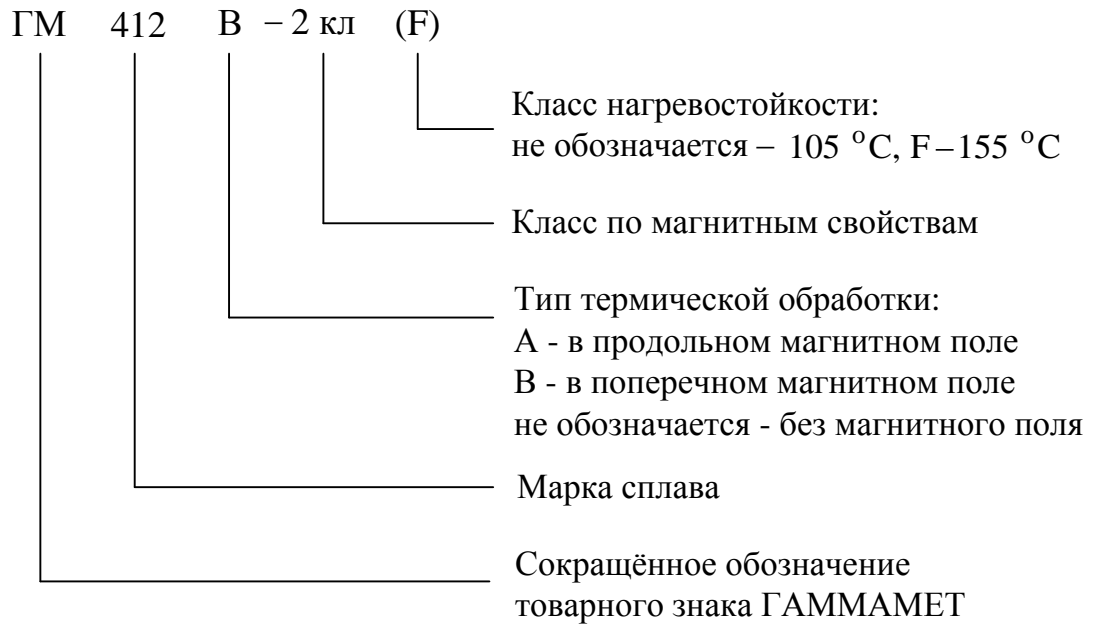 ГМ 412 В – 2 кл (F)
Класс нагревостойкости:
не обозначается – 105 °C, F – 155 °C
Класс по магнитным свойствам
Тип термической обработки:
А - в продольном магнитном поле
В - в поперечном магнитном поле
не обозначается - без магнитного поля
Марка сплава
Сокращённое обозначение
товарного знака ГАММАМЕТ